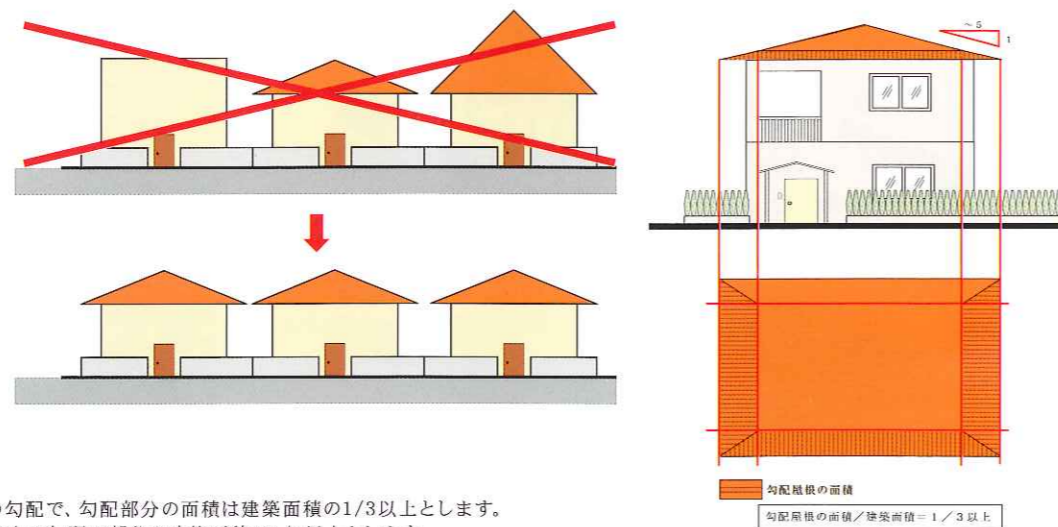 ～5
1
の勾配で、勾配部分の面積は建築面積の1/3以上とします。
勾配屋根の面積
勾配屋根の面積／建築面積＝1／3以上